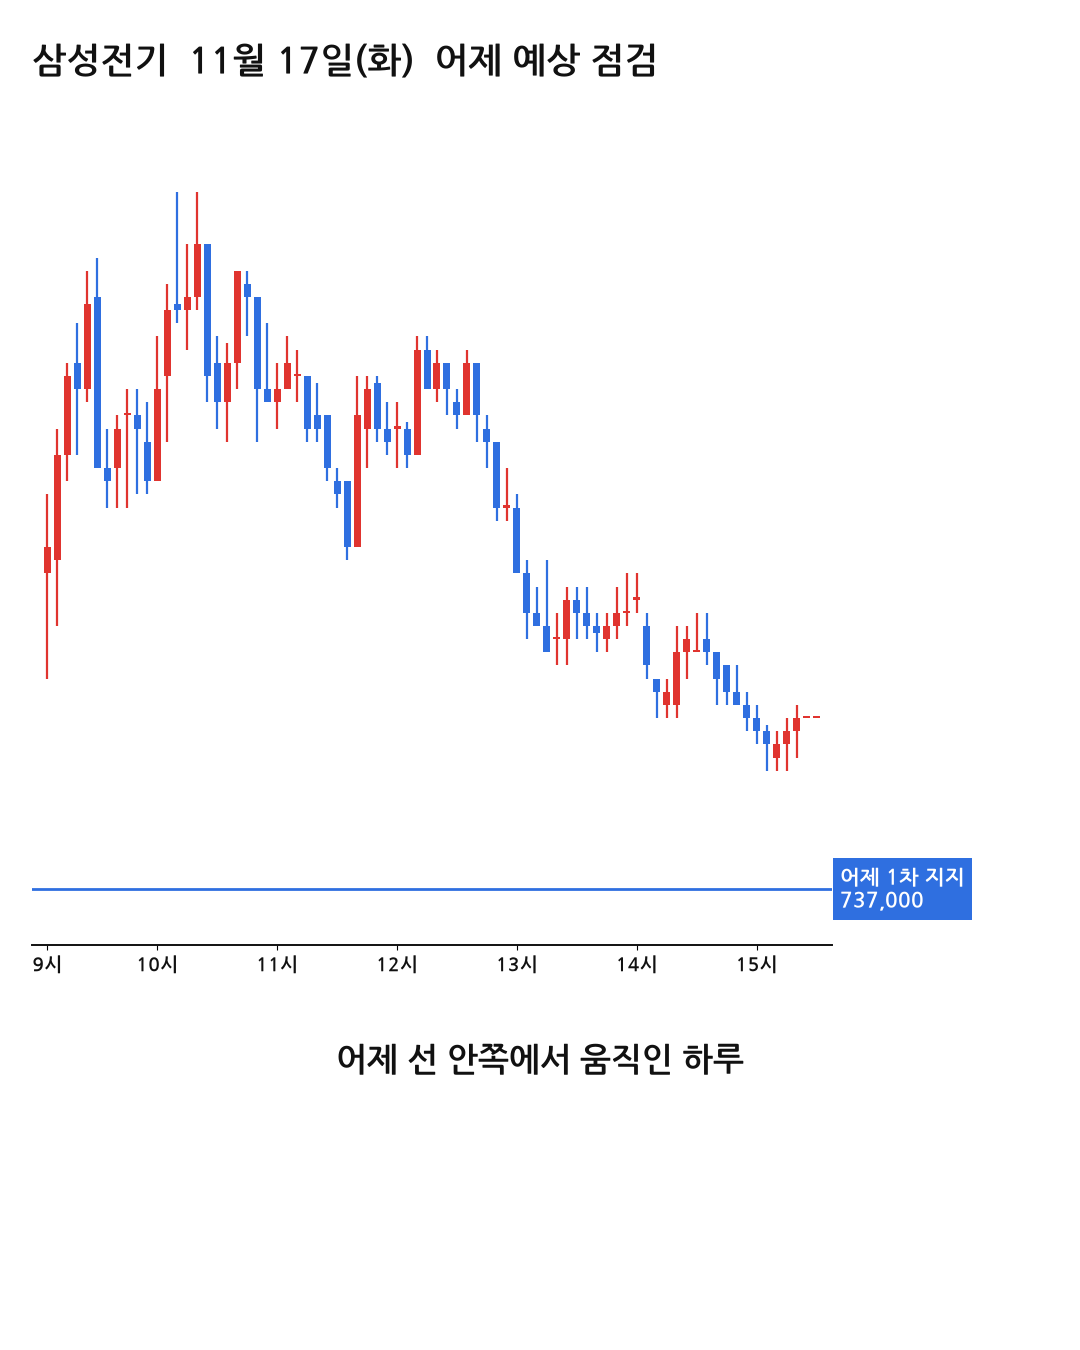 삼성전기 11월 17일(화) 어제 예상 점검
어제 1차 지지
737,000
9시 10시 11시 12시 13시 14시 15시
어제 선 안쪽에서 움직인 하루